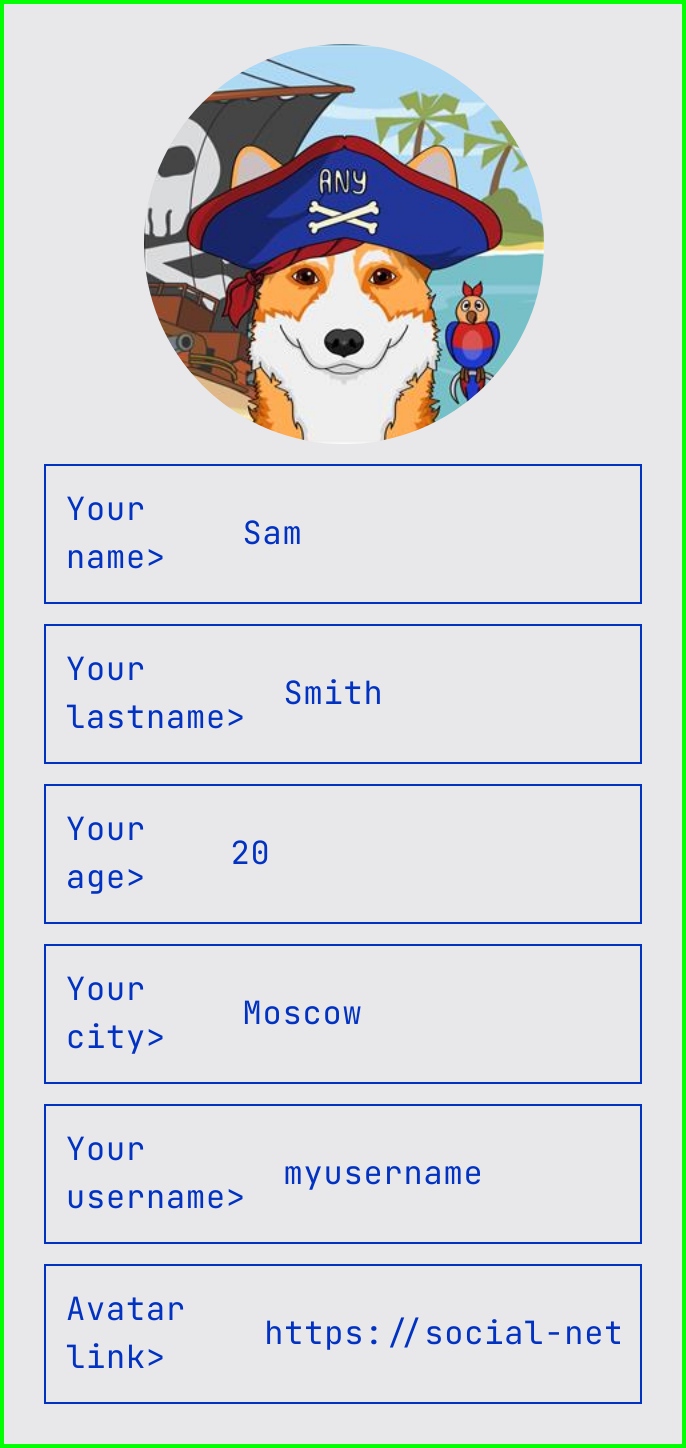 ANY
Your
name>
Sam
Your
lastname>
Smith
Your
age>
20
Your
city>
Moscow
Your
username>
myusername
Avatar
link>
https://social-net